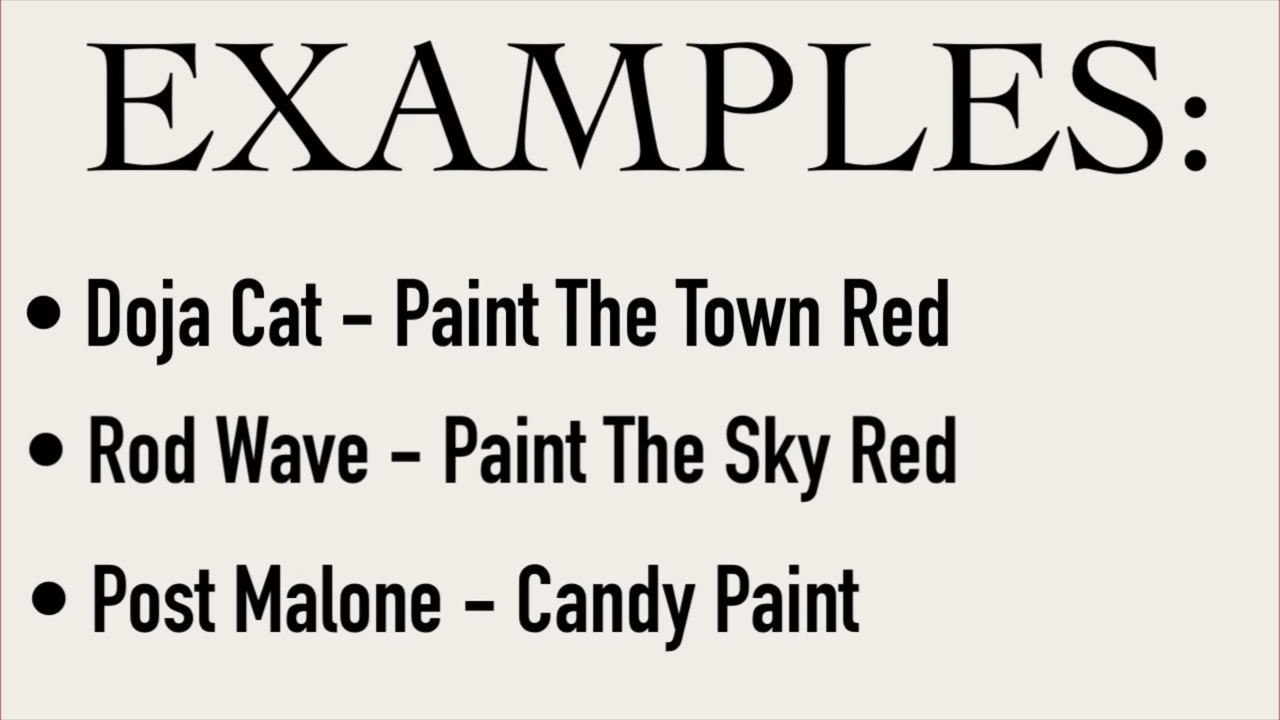 EXAMPLES:
• Doja Cat - Paint The Town Red
• Rod Wave - Paint The Sky Red
• Post Malone - Candy Paint